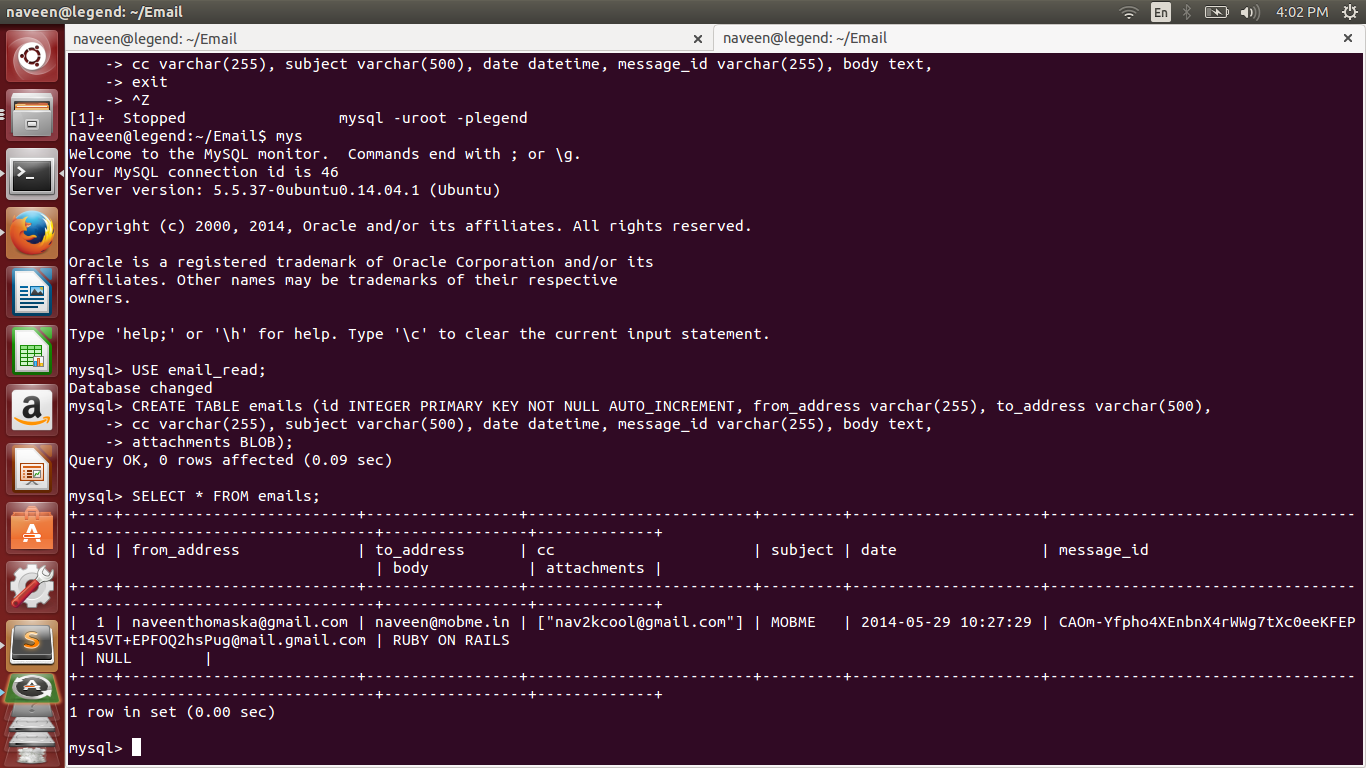 naveen@legend: ~/Email
En
4:02 PM
naveen@legend: ~/Email × naveen@legend: ~/Email ×
    -> cc varchar(255), subject varchar(500), date datetime, message_id varchar(255), body text,
    -> exit
    -> ^Z
[1]+  Stopped                 mysql -uroot -plegend
naveen@legend:~/Email$ mys
Welcome to the MySQL monitor.  Commands end with ; or \g.
Your MySQL connection id is 46
Server version: 5.5.37-0ubuntu0.14.04.1 (Ubuntu)
Copyright (c) 2000, 2014, Oracle and/or its affiliates. All rights reserved.
Oracle is a registered trademark of Oracle Corporation and/or its
affiliates. Other names may be trademarks of their respective
owners.
Type 'help;' or '\h' for help. Type '\c' to clear the current input statement.
mysql> USE email_read;
Database changed
mysql> CREATE TABLE emails (id INTEGER PRIMARY KEY NOT NULL AUTO_INCREMENT, from_address varchar(255), to_address varchar(500),
    -> cc varchar(255), subject varchar(500), date datetime, message_id varchar(255), body text,
    -> attachments BLOB);
Query OK, 0 rows affected (0.09 sec)
mysql> SELECT * FROM emails;
+----+--------------------------+-----------------+-------------------------+---------+---------------------+----------------------------------
----------------------------------+----------------+-------------+
| id | from_address             | to_address      | cc                      | subject | date                | message_id
                                  | body           | attachments |
+----+--------------------------+-----------------+-------------------------+---------+---------------------+----------------------------------
----------------------------------+----------------+-------------+
|  1 | naveenthomaska@gmail.com | naveen@mobme.in | ["nav2kcool@gmail.com"] | MOBME   | 2014-05-29 10:27:29 | CAOm-Yfpho4XEnbnX4rWWg7tXc0eeKFEP
t145VT+EPFOQ2hsPug@mail.gmail.com | RUBY ON RAILS
 | NULL        |
+----+--------------------------+-----------------+-------------------------+---------+---------------------+----------------------------------
----------------------------------+----------------+-------------+
1 row in set (0.00 sec)
mysql>